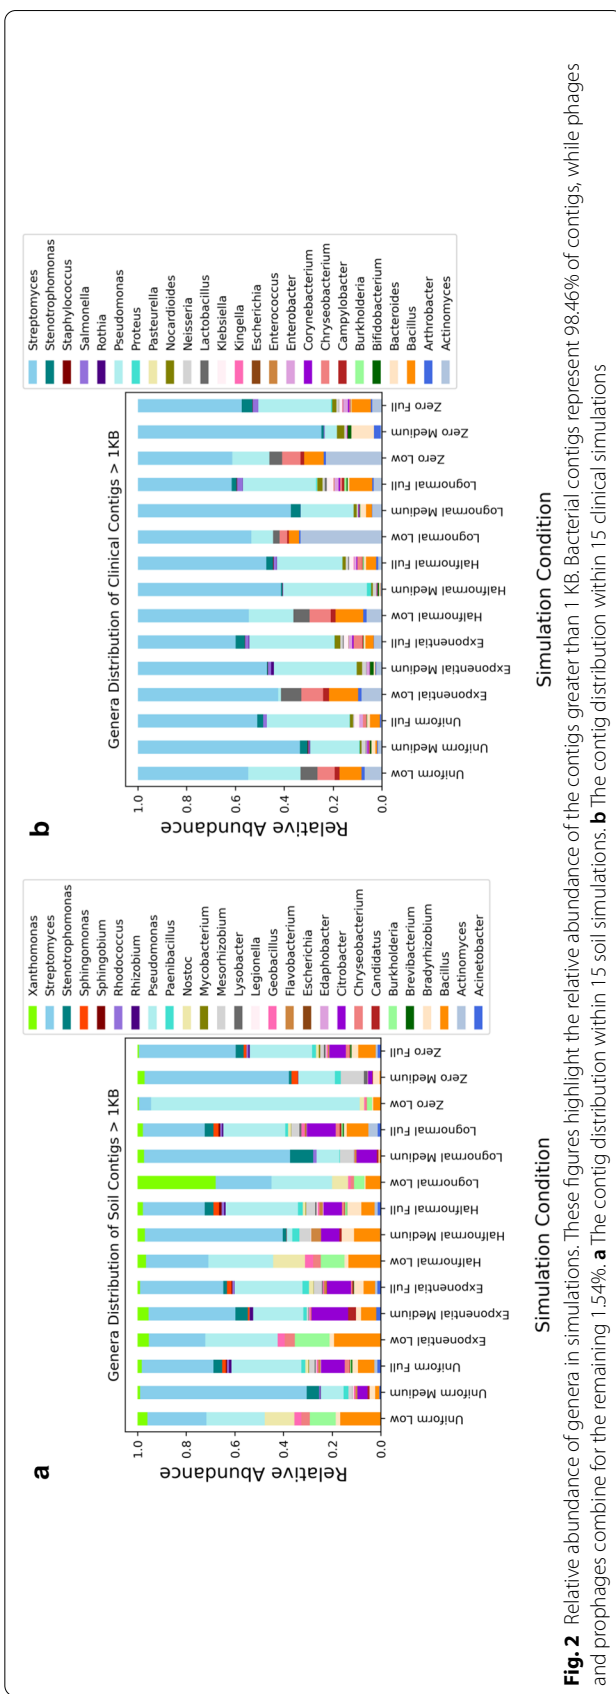 a
Genera Distribution of Soil Contigs > 1KB
Relative Abundance
1.0
0.8
0.6
0.4
0.2
0.0
Uniform Low
Uniform Medium
Uniform Full
Exponential Low
Exponential Medium
Exponential Full
Halfnormal Low
Halfnormal Medium
Halfnormal Full
Lognormal Low
Lognormal Medium
Lognormal Full
Zero Low
Zero Medium
Zero Full
Simulation Condition
Xanthomonas
Streptomyces
Stenotrophomonas
Sphingomonas
Sphingobium
Rhodococcus
Rhizobium
Pseudomonas
Paenibacillus
Nostoc
Mycobacterium
Mesorhizobium
Lysobacter
Legionella
Geobacillus
Flavobacterium
Escherichia
Edaphobacter
Citrobacter
Chryseobacterium
Candidatus
Burkholderia
Brevibacterium
Bradyrhizobium
Bacillus
Actinomyces
Acinetobacter
b
Genera Distribution of Clinical Contigs > 1KB
Relative Abundance
1.0
0.8
0.6
0.4
0.2
0.0
Uniform Low
Uniform Medium
Uniform Full
Exponential Low
Exponential Medium
Exponential Full
Halfnormal Low
Halfnormal Medium
Halfnormal Full
Lognormal Low
Lognormal Medium
Lognormal Full
Zero Low
Zero Medium
Zero Full
Simulation Condition
Streptomyces
Stenotrophomonas
Staphylococcus
Salmonella
Rothia
Pseudomonas
Proteus
Pasteurella
Nocardioides
Neisseria
Lactobacillus
Klebsiella
Kingella
Escherichia
Enterococcus
Enterobacter
Corynebacterium
Chryseobacterium
Campylobacter
Burkholderia
Bifidobacterium
Bacteroides
Bacillus
Arthrobacter
Actinomyces
Fig. 2 Relative abundance of genera in simulations. These figures highlight the relative abundance of the contigs greater than 1 KB. Bacterial contigs represent 98.46% of contigs, while phages
and prophages combine for the remaining 1.54%. a The contig distribution within 15 soil simulations. b The contig distribution within 15 clinical simulations